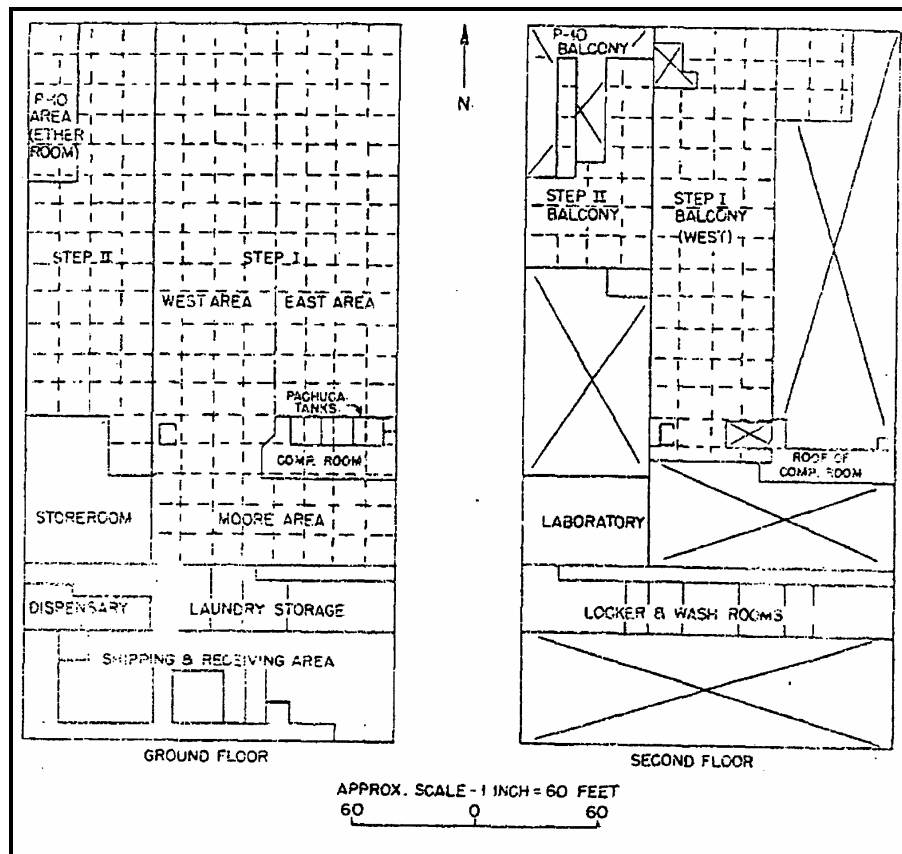 P-10
AREA
(ETHER
ROOM)
STEP II
STEP I
WEST AREA
EAST AREA
PACHUCA
TANKS
COMP. ROOM
STOREROOM
MOORE AREA
DISPENSARY
LAUNDRY STORAGE
SHIPPING & RECEIVING AREA
GROUND FLOOR
N
P-10
BALCONY
STEP II
BALCONY
STEP I
BALCONY
(WEST)
ROOF OF
COMP. ROOM
LABORATORY
LOCKER & WASH ROOMS
SECOND FLOOR
APPROX. SCALE - 1 INCH = 60 FEET
60 0 60